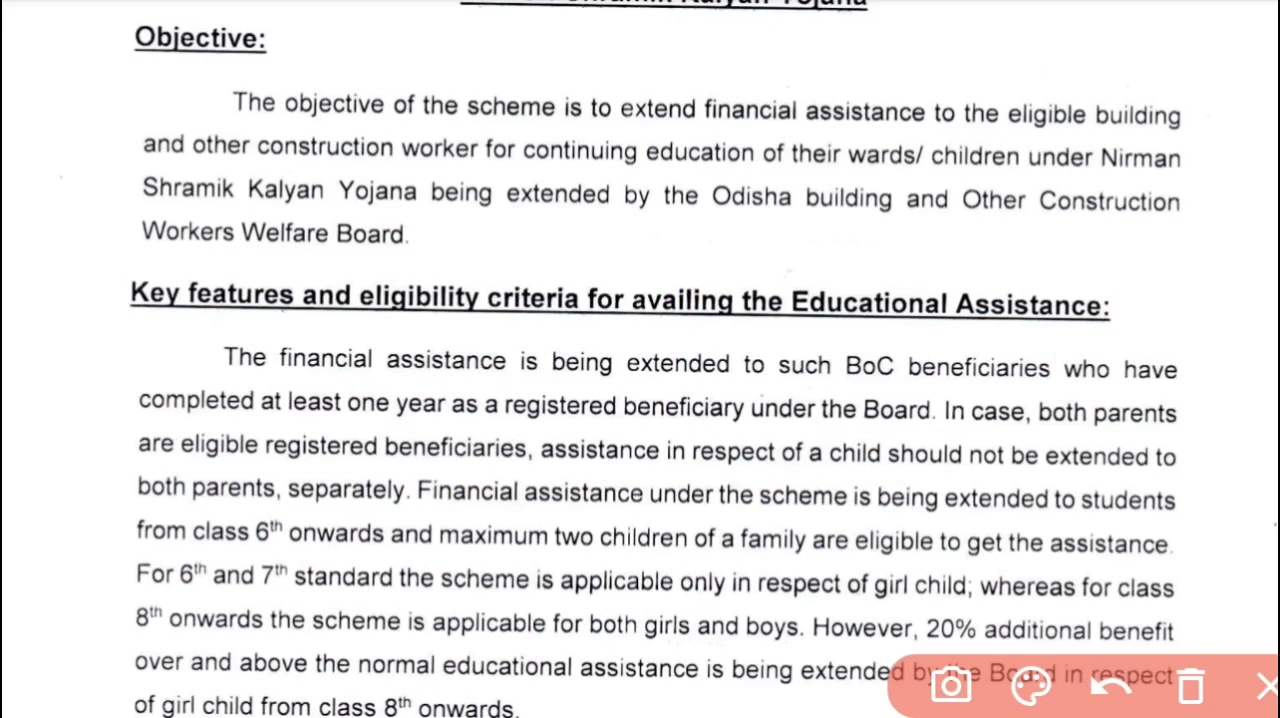 Shramik Kalyan Yojana
Objective:
The objective of the scheme is to extend financial assistance to the eligible building
and other construction worker for continuing education of their wards/ children under Nirman
Shramik Kalyan Yojana being extended by the Odisha building and Other Construction
Workers Welfare Board.
Key features and eligibility criteria for availing the Educational Assistance:
The financial assistance is being extended to such BoC beneficiaries who have
completed at least one year as a registered beneficiary under the Board. In case, both parents
are eligible registered beneficiaries, assistance in respect of a child should not be extended to
both parents, separately. Financial assistance under the scheme is being extended to students
from class 6th onwards and maximum two children of a family are eligible to get the assistance.
For 6th and 7th standard the scheme is applicable only in respect of girl child; whereas for class
8th onwards the scheme is applicable for both girls and boys. However, 20% additional benefit
over and above the normal educational assistance is being extended by the Board in respect
of girl child from class 8th onwards.